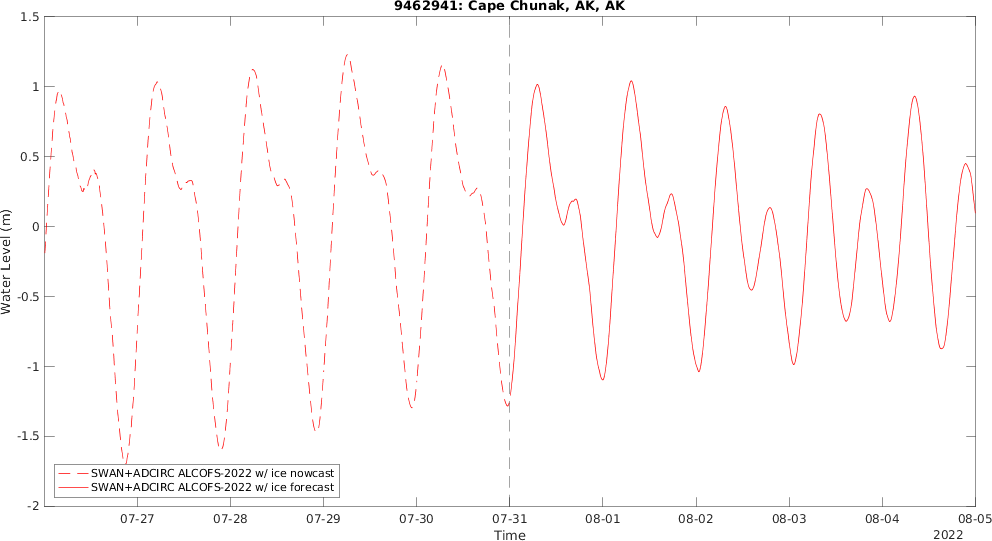 9462941: Cape Chunak, AK, AK
Water Level (m)
1.5
1
0.5
0
-0.5
-1
-1.5
-2
SWAN+ADCIRC ALCOFS-2022 w/ ice nowcast
SWAN+ADCIRC ALCOFS-2022 w/ ice forecast
07-27 07-28 07-29 07-30 07-31 08-01 08-02 08-03 08-04 08-05
Time
2022